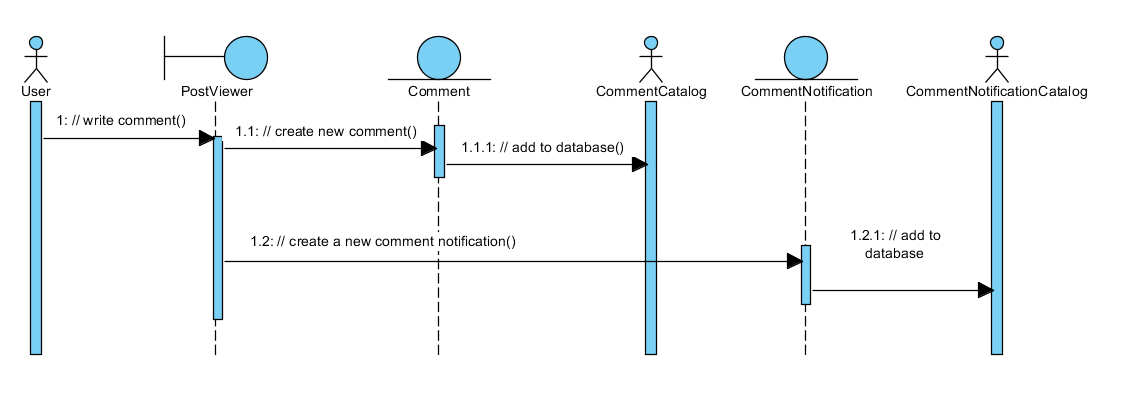 User
PostViewer
Comment
CommentCatalog
CommentNotification
CommentNotificationCatalog
1: // write comment()
1.1: // create new comment()
1.1.1: // add to database()
1.2: // create a new comment notification()
1.2.1: // add to
database